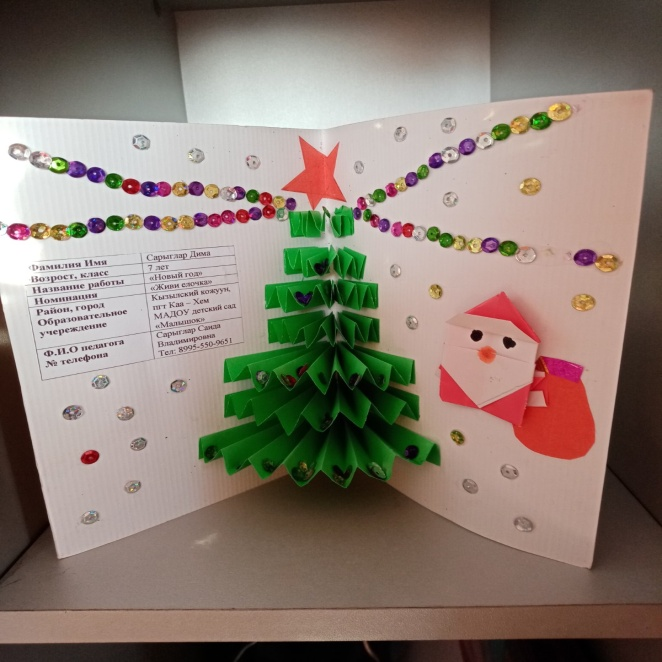 Фамилия Имя Сарыглар Дима
Возрост, класс 7 лет
Название работы «Новый год»
Номинация «Живи елочка»
Район, город Кызылский кожуун,
Образовательное пгт Каа – Хем
учереждение МАДОУ детский сад
«Малышок»
Ф.И.О педагога Сарыглар Саида
№ телефона Владимировна
Тел: 8995-550-9651